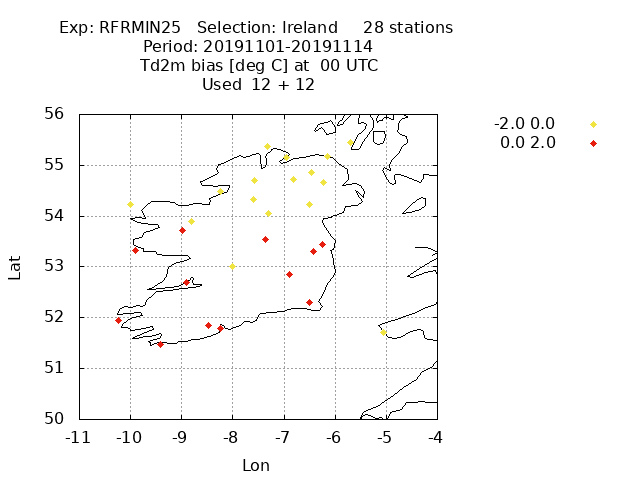 Exp: RFRMIN25   Selection: Ireland     28 stations
Period: 20191101-20191114
Td2m bias [deg C] at  00 UTC
Used  12 + 12
-2.0 0.0
0.0 2.0
56
55
54
53
52
51
50
Lat
-11 -10 -9 -8 -7 -6 -5 -4
Lon